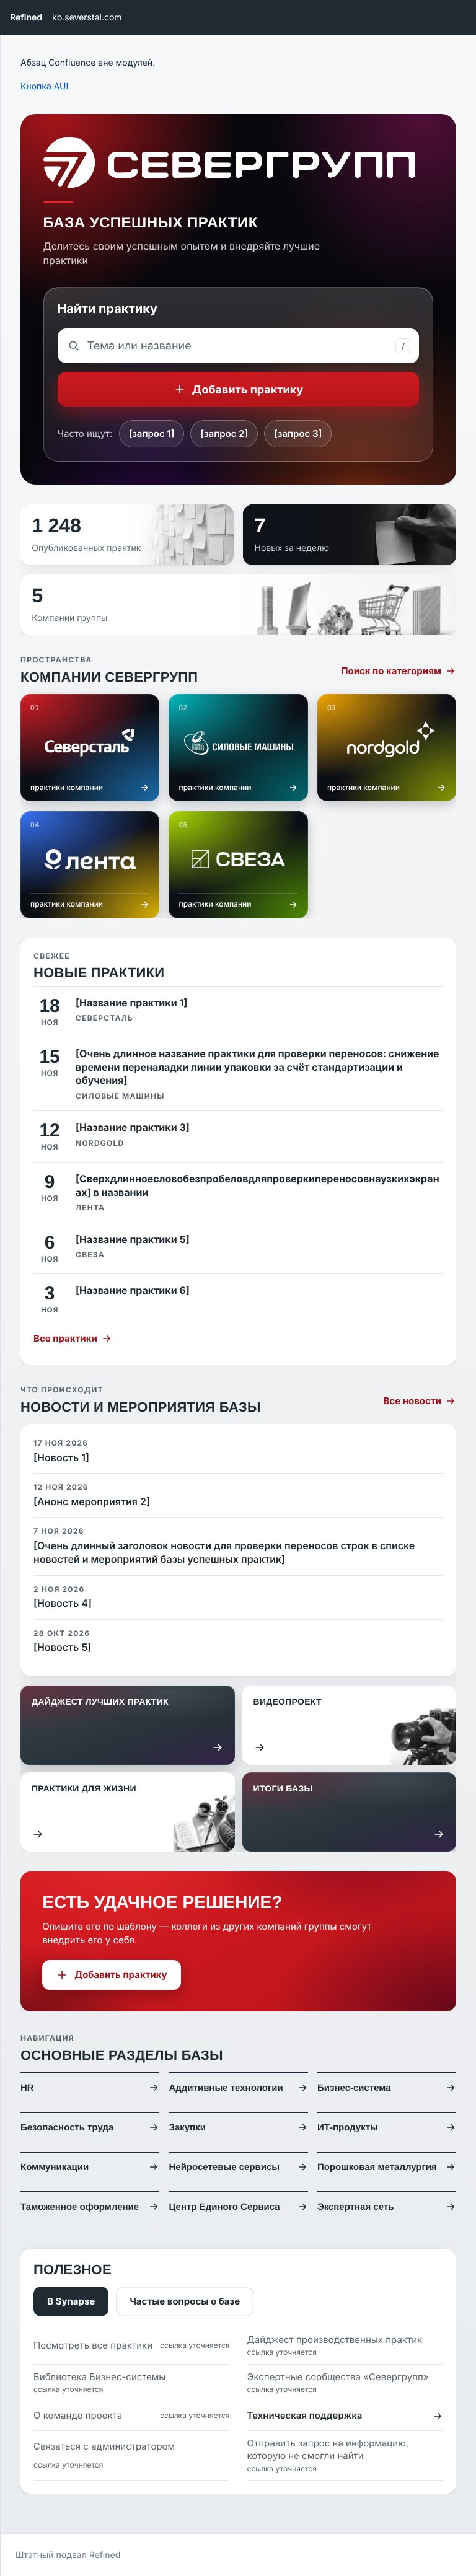 Refined kb.severstal.com
Абзац Confluence вне модулей.
Кнопка AUI
СЕВЕРГРУПП
БАЗА УСПЕШНЫХ ПРАКТИК
Делитесь своим успешным опытом и внедряйте лучшие
практики
Найти практику
Тема или название /
+ Добавить практику
Часто ищут: [запрос 1] [запрос 2] [запрос 3]
1 248
Опубликованных практик
7
Новых за неделю
5
Компаний группы
ПРОСТРАНСТВА
КОМПАНИИ СЕВЕРГРУПП
Поиск по категориям →
01
Северсталь
практики компании →
02
СИЛОВЫЕ МАШИНЫ
практики компании →
03
nordgold
практики компании →
04
лента
практики компании →
05
СВЕЗА
практики компании →
СВЕЖЕЕ
НОВЫЕ ПРАКТИКИ
18
НОЯ
[Название практики 1]
СЕВЕРСТАЛЬ
15
НОЯ
[Очень длинное название практики для проверки переносов: снижение
времени переналадки линии упаковки за счёт стандартизации и
обучения]
СИЛОВЫЕ МАШИНЫ
12
НОЯ
[Название практики 3]
NORDGOLD
9
НОЯ
[Сверхдлинноесловобезпробеловдляпроверкипереносовнаузкихэкран
ах] в названии
ЛЕНТА
6
НОЯ
[Название практики 5]
СВЕЗА
3
НОЯ
[Название практики 6]
Все практики →
ЧТО ПРОИСХОДИТ
НОВОСТИ И МЕРОПРИЯТИЯ БАЗЫ
Все новости →
17 НОЯ 2026
[Новость 1]
12 НОЯ 2026
[Анонс мероприятия 2]
7 НОЯ 2026
[Очень длинный заголовок новости для проверки переносов строк в списке
новостей и мероприятий базы успешных практик]
2 НОЯ 2026
[Новость 4]
28 ОКТ 2026
[Новость 5]
ДАЙДЖЕСТ ЛУЧШИХ ПРАКТИК →
ВИДЕОПРОЕКТ →
ПРАКТИКИ ДЛЯ ЖИЗНИ →
ИТОГИ БАЗЫ →
ЕСТЬ УДАЧНОЕ РЕШЕНИЕ?
Опишите его по шаблону — коллеги из других компаний группы смогут
внедрить его у себя.
+ Добавить практику
НАВИГАЦИЯ
ОСНОВНЫЕ РАЗДЕЛЫ БАЗЫ
HR → Аддитивные технологии → Бизнес-система →
Безопасность труда → Закупки → ИТ-продукты →
Коммуникации → Нейросетевые сервисы → Порошковая металлургия →
Таможенное оформление → Центр Единого Сервиса → Экспертная сеть →
ПОЛЕЗНОЕ
В Synapse Частые вопросы о базе
Посмотреть все практики ссылка уточняется
Дайджест производственных практик
ссылка уточняется
Библиотека Бизнес-системы
ссылка уточняется
Экспертные сообщества «Севергрупп»
ссылка уточняется
О команде проекта ссылка уточняется
Техническая поддержка →
Связаться с администратором
ссылка уточняется
Отправить запрос на информацию,
которую не смогли найти
ссылка уточняется
Штатный подвал Refined